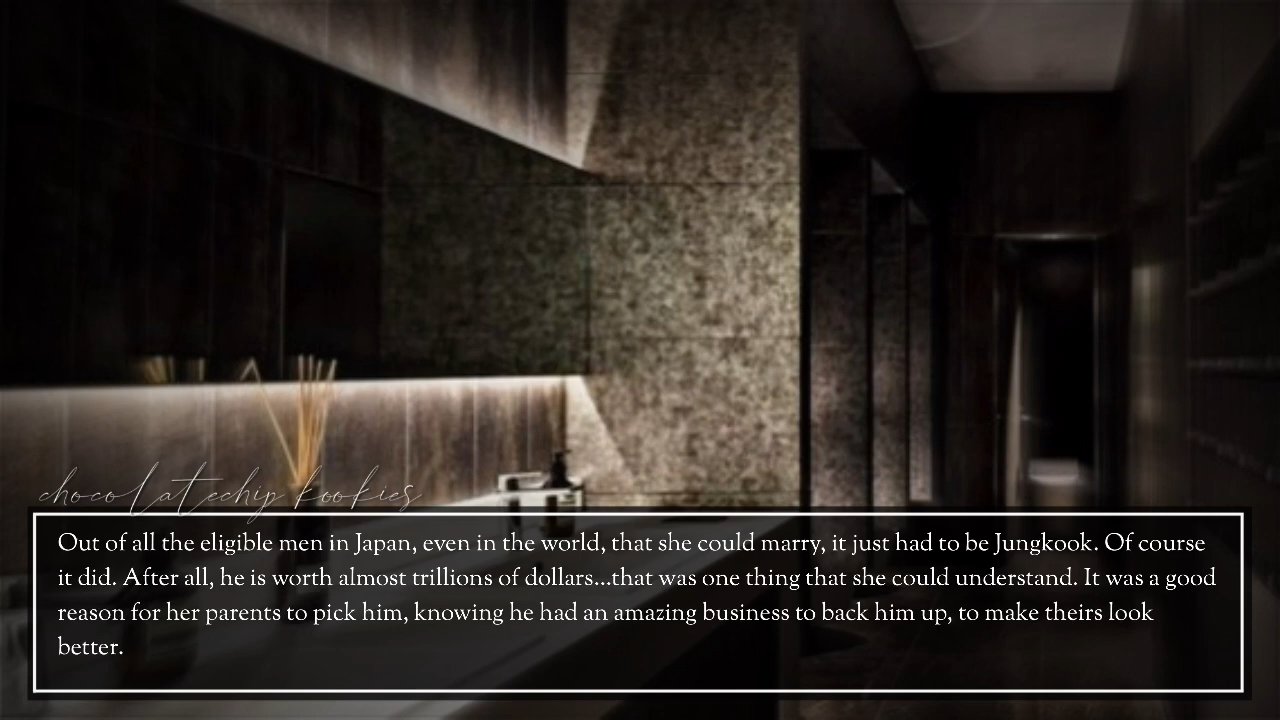 chocolatechip kookies
Out of all the eligible men in Japan, even in the world, that she could marry, it just had to be Jungkook. Of course
it did. After all, he is worth almost trillions of dollars...that was one thing that she could understand. It was a good
reason for her parents to pick him, knowing he had an amazing business to back him up, to make theirs look
better.